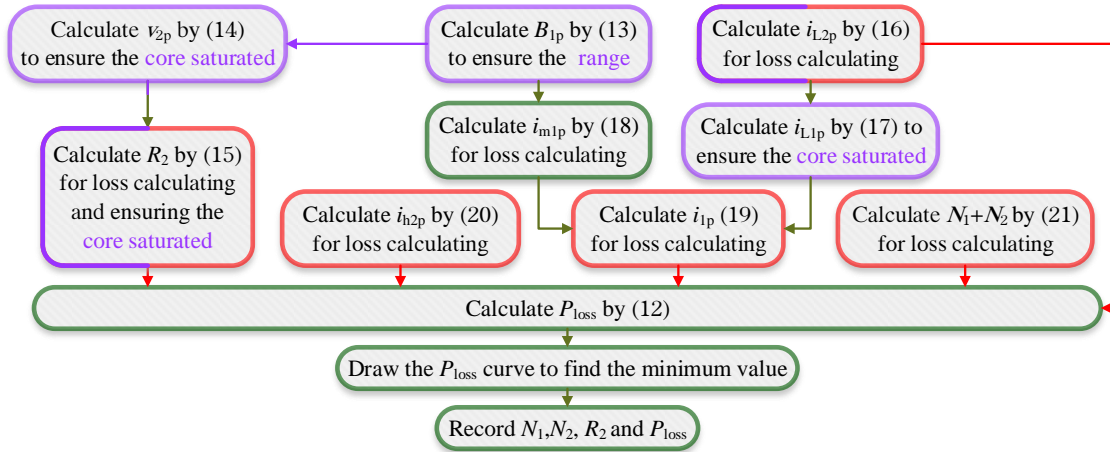 Calculate v2p by (14)
to ensure the core saturated
Calculate B1p by (13)
to ensure the range
Calculate iL2p by (16)
for loss calculating
Calculate im1p by (18)
for loss calculating
Calculate iL1p by (17) to
ensure the core saturated
Calculate R2 by (15)
for loss calculating
and ensuring the
core saturated
Calculate ih2p by (20)
for loss calculating
Calculate i1p by (19)
for loss calculating
Calculate N1+N2 by (21)
for loss calculating
Calculate Ploss by (12)
Draw the Ploss curve to find the minimum value
Record N1,N2, R2 and Ploss